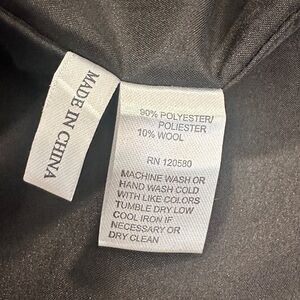 MADE IN CHINA
90% POLYESTER/
POLIESTER
10% WOOL
RN 120580
MACHINE WASH OR
HAND WASH COLD
WITH LIKE COLORS
TUMBLE DRY LOW
COOL IRON IF
NECESSARY OR
DRY CLEAN